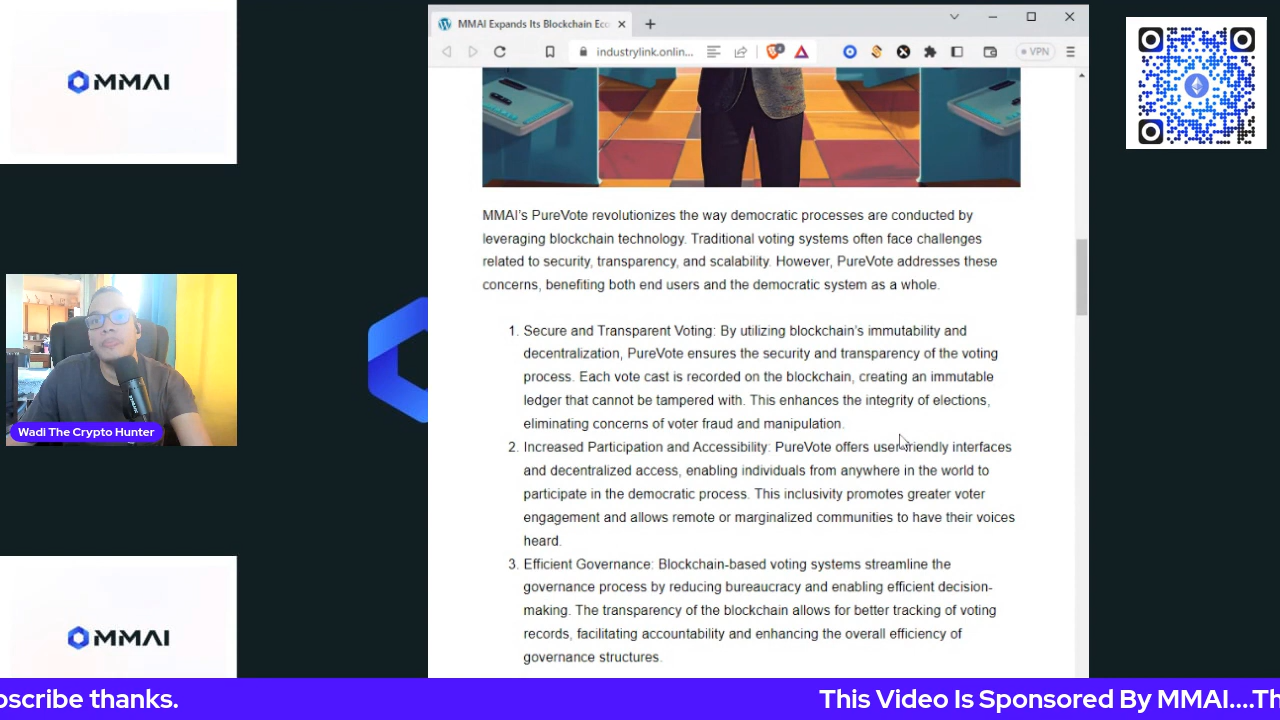 MMAI Expands Its Blockchain Eco
industrylink.onlin...
VPN
MMAI
MMAI's PureVote revolutionizes the way democratic processes are conducted by
leveraging blockchain technology. Traditional voting systems often face challenges
related to security, transparency, and scalability. However, PureVote addresses these
concerns, benefiting both end users and the democratic system as a whole.
1. Secure and Transparent Voting: By utilizing blockchain's immutability and
decentralization, PureVote ensures the security and transparency of the voting
process. Each vote cast is recorded on the blockchain, creating an immutable
ledger that cannot be tampered with. This enhances the integrity of elections,
eliminating concerns of voter fraud and manipulation.
2. Increased Participation and Accessibility: PureVote offers user-friendly interfaces
and decentralized access, enabling individuals from anywhere in the world to
participate in the democratic process. This inclusivity promotes greater voter
engagement and allows remote or marginalized communities to have their voices
heard.
3. Efficient Governance: Blockchain-based voting systems streamline the
governance process by reducing bureaucracy and enabling efficient decision-
making. The transparency of the blockchain allows for better tracking of voting
records, facilitating accountability and enhancing the overall efficiency of
governance structures.
Wadi The Crypto Hunter
MMAI
oscribe thanks.
This Video Is Sponsored By MMAI....Th